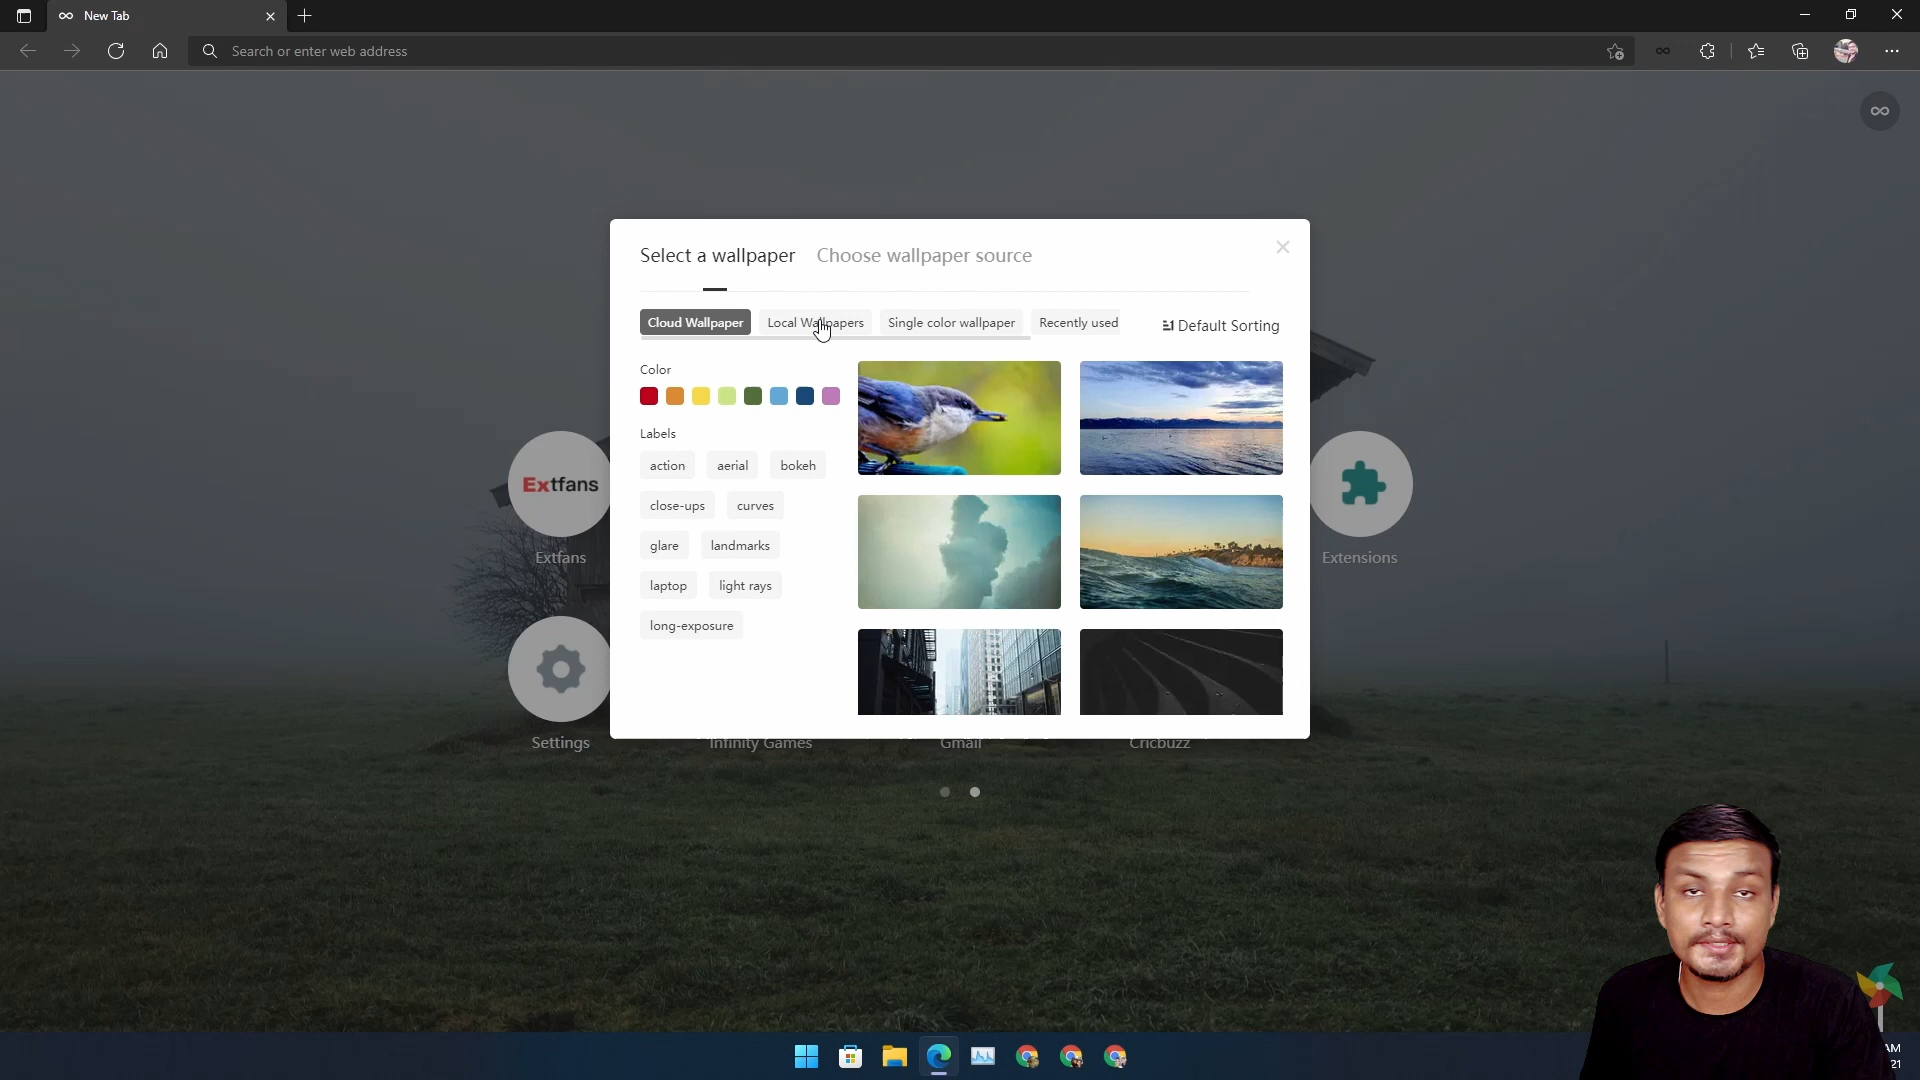 New Tab
Search or enter web address
Select a wallpaper Choose wallpaper source
Cloud Wallpaper Local Wallpapers Single color wallpaper Recently used Default Sorting
Color
Labels
action aerial bokeh
close-ups curves
glare landmarks
laptop light rays
long-exposure
Extfans
Extfans
Extensions
Settings Infinity Games Gmail Cricbuzz
AM
21